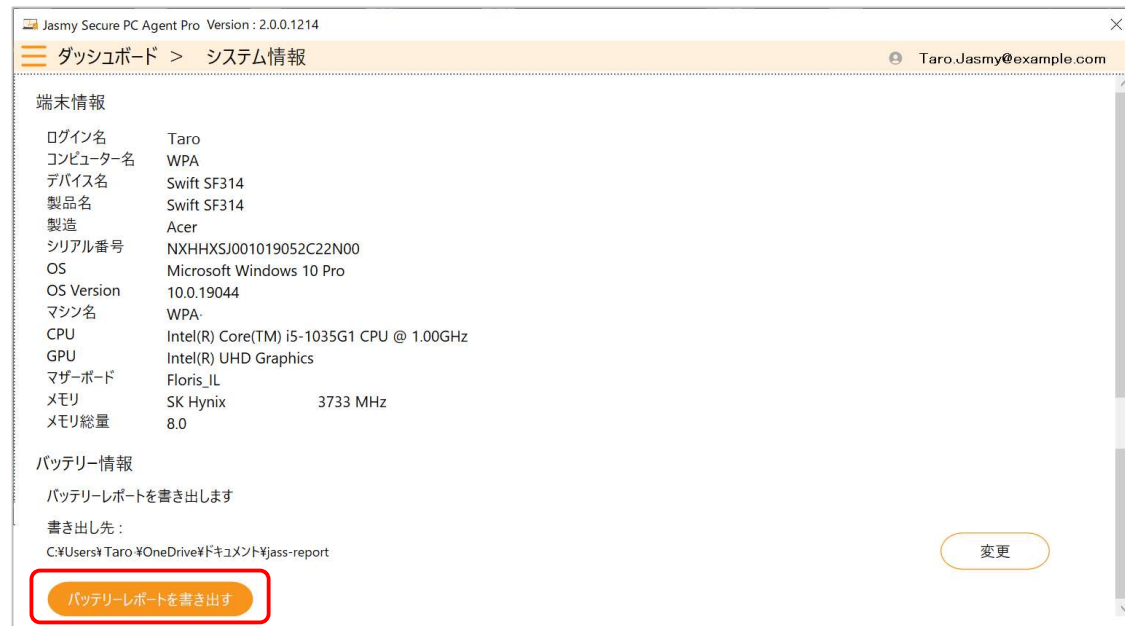 Jasmy Secure PC Agent Pro Version : 2.0.0.1214
ダッシュボード > システム情報 Taro.Jasmy@example.com
端末情報
ログイン名 Taro
コンピューター名 WPA
デバイス名 Swift SF314
製品名 Swift SF314
製造 Acer
シリアル番号 NXHHXSJ001019052C22N00
OS Microsoft Windows 10 Pro
OS Version 10.0.19044
マシン名 WPA
CPU Intel(R) Core(TM) i5-1035G1 CPU @ 1.00GHz
GPU Intel(R) UHD Graphics
マザーボード Floris_IL
メモリ SK Hynix 3733 MHz
メモリ総量 8.0
バッテリー情報
バッテリーレポートを書き出します
書き出し先 :
C:¥Users¥Taro¥OneDrive¥ドキュメント¥jass-report
変更
バッテリーレポートを書き出す